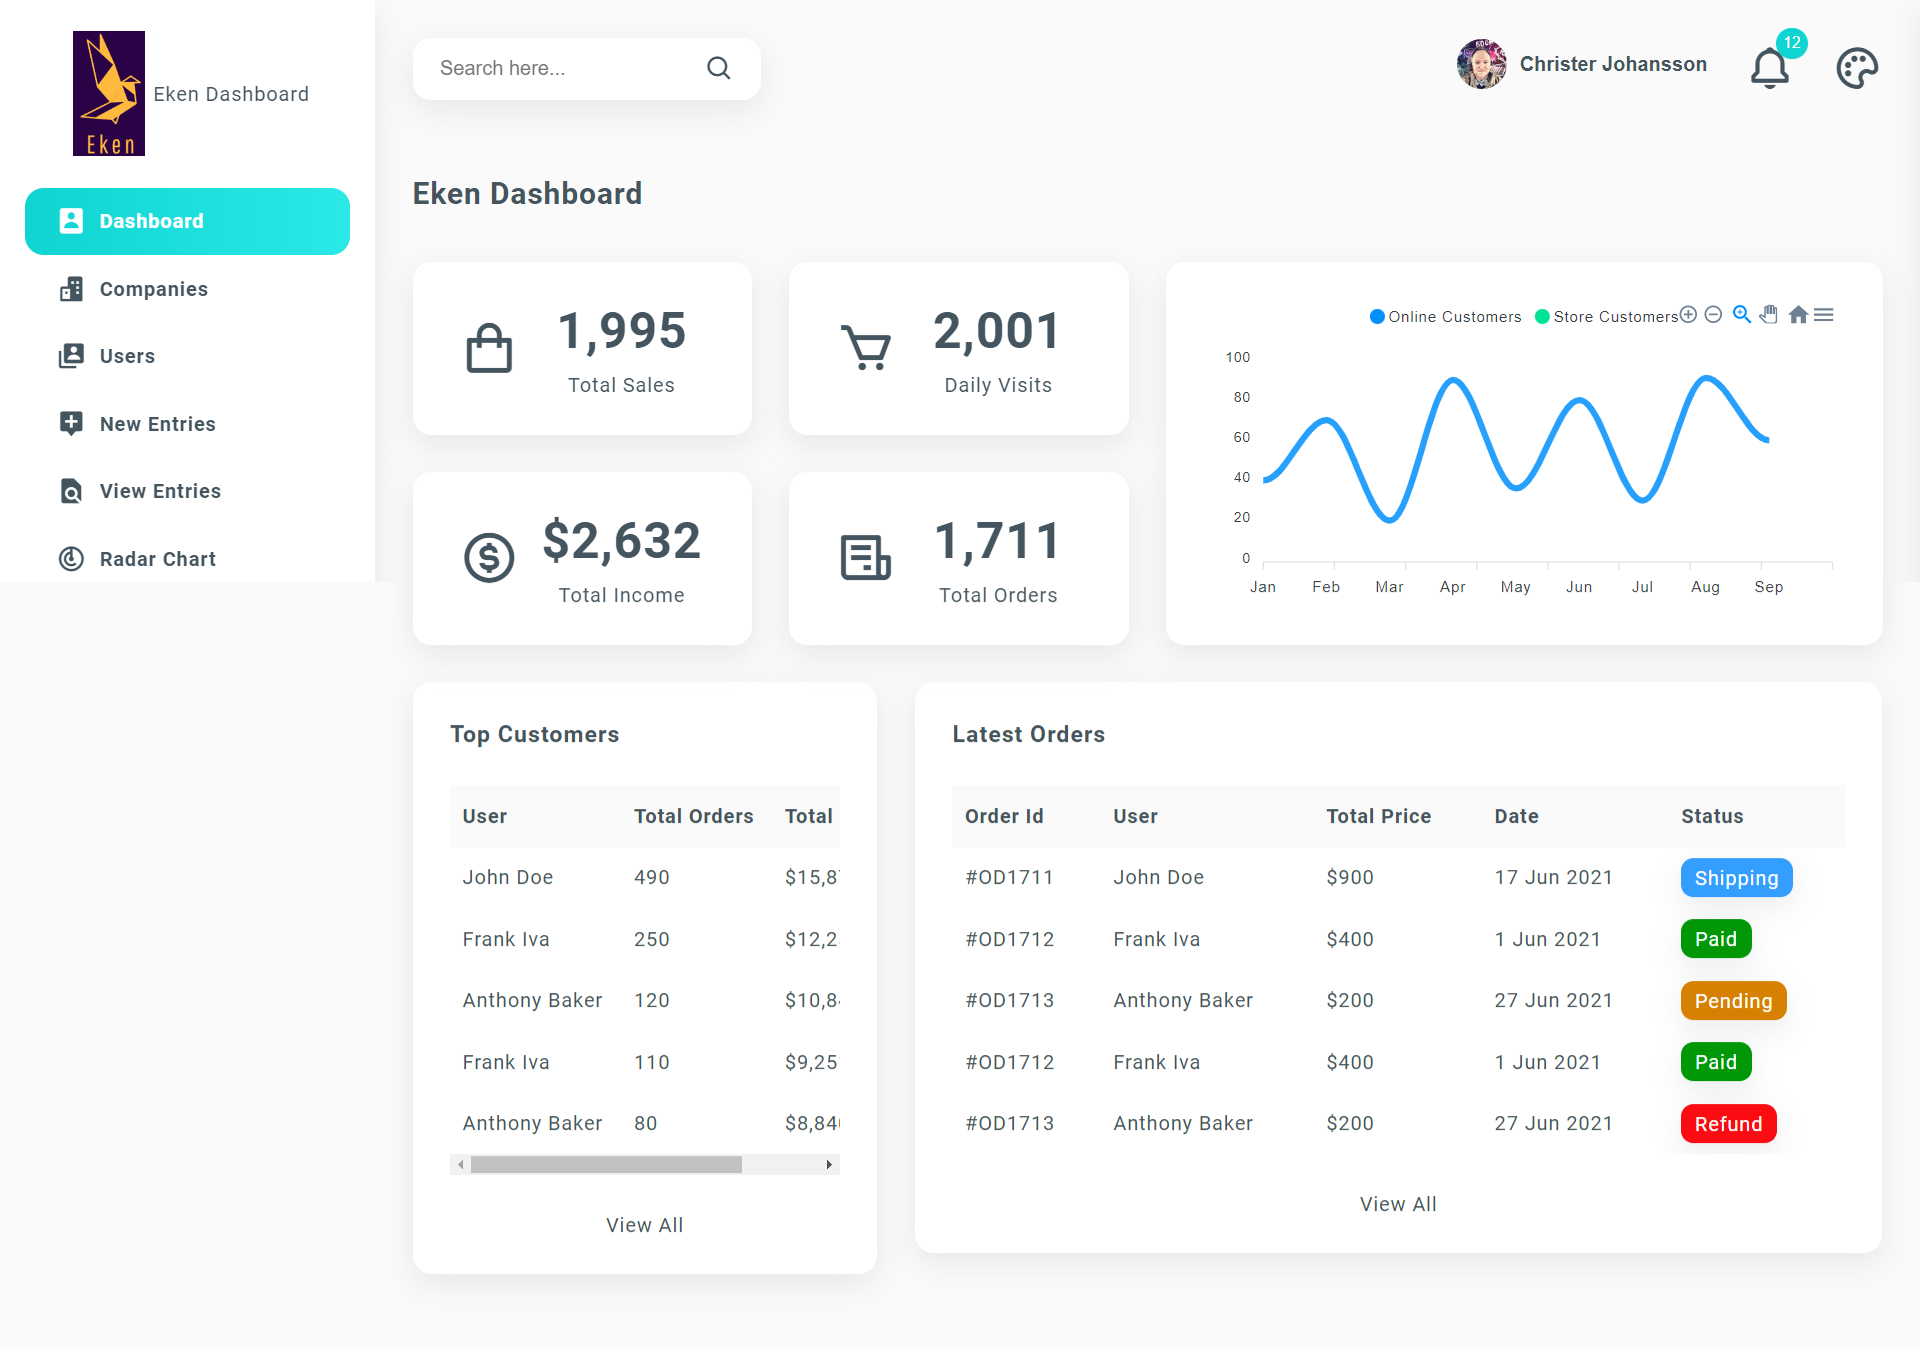 Eken
Eken Dashboard
Dashboard
Companies
Users
New Entries
View Entries
Radar Chart
Search here...
Christer Johansson
12
Eken Dashboard
1,995
Total Sales
2,001
Daily Visits
$2,632
Total Income
1,711
Total Orders
Online Customers Store Customers
100
80
60
40
20
0
Jan Feb Mar Apr May Jun Jul Aug Sep
Top Customers
User Total Orders Total
John Doe 490 $15,8
Frank Iva 250 $12,2
Anthony Baker 120 $10,8
Frank Iva 110 $9,25
Anthony Baker 80 $8,84
View All
Latest Orders
Order Id User Total Price Date Status
#OD1711 John Doe $900 17 Jun 2021 Shipping
#OD1712 Frank Iva $400 1 Jun 2021 Paid
#OD1713 Anthony Baker $200 27 Jun 2021 Pending
#OD1712 Frank Iva $400 1 Jun 2021 Paid
#OD1713 Anthony Baker $200 27 Jun 2021 Refund
View All